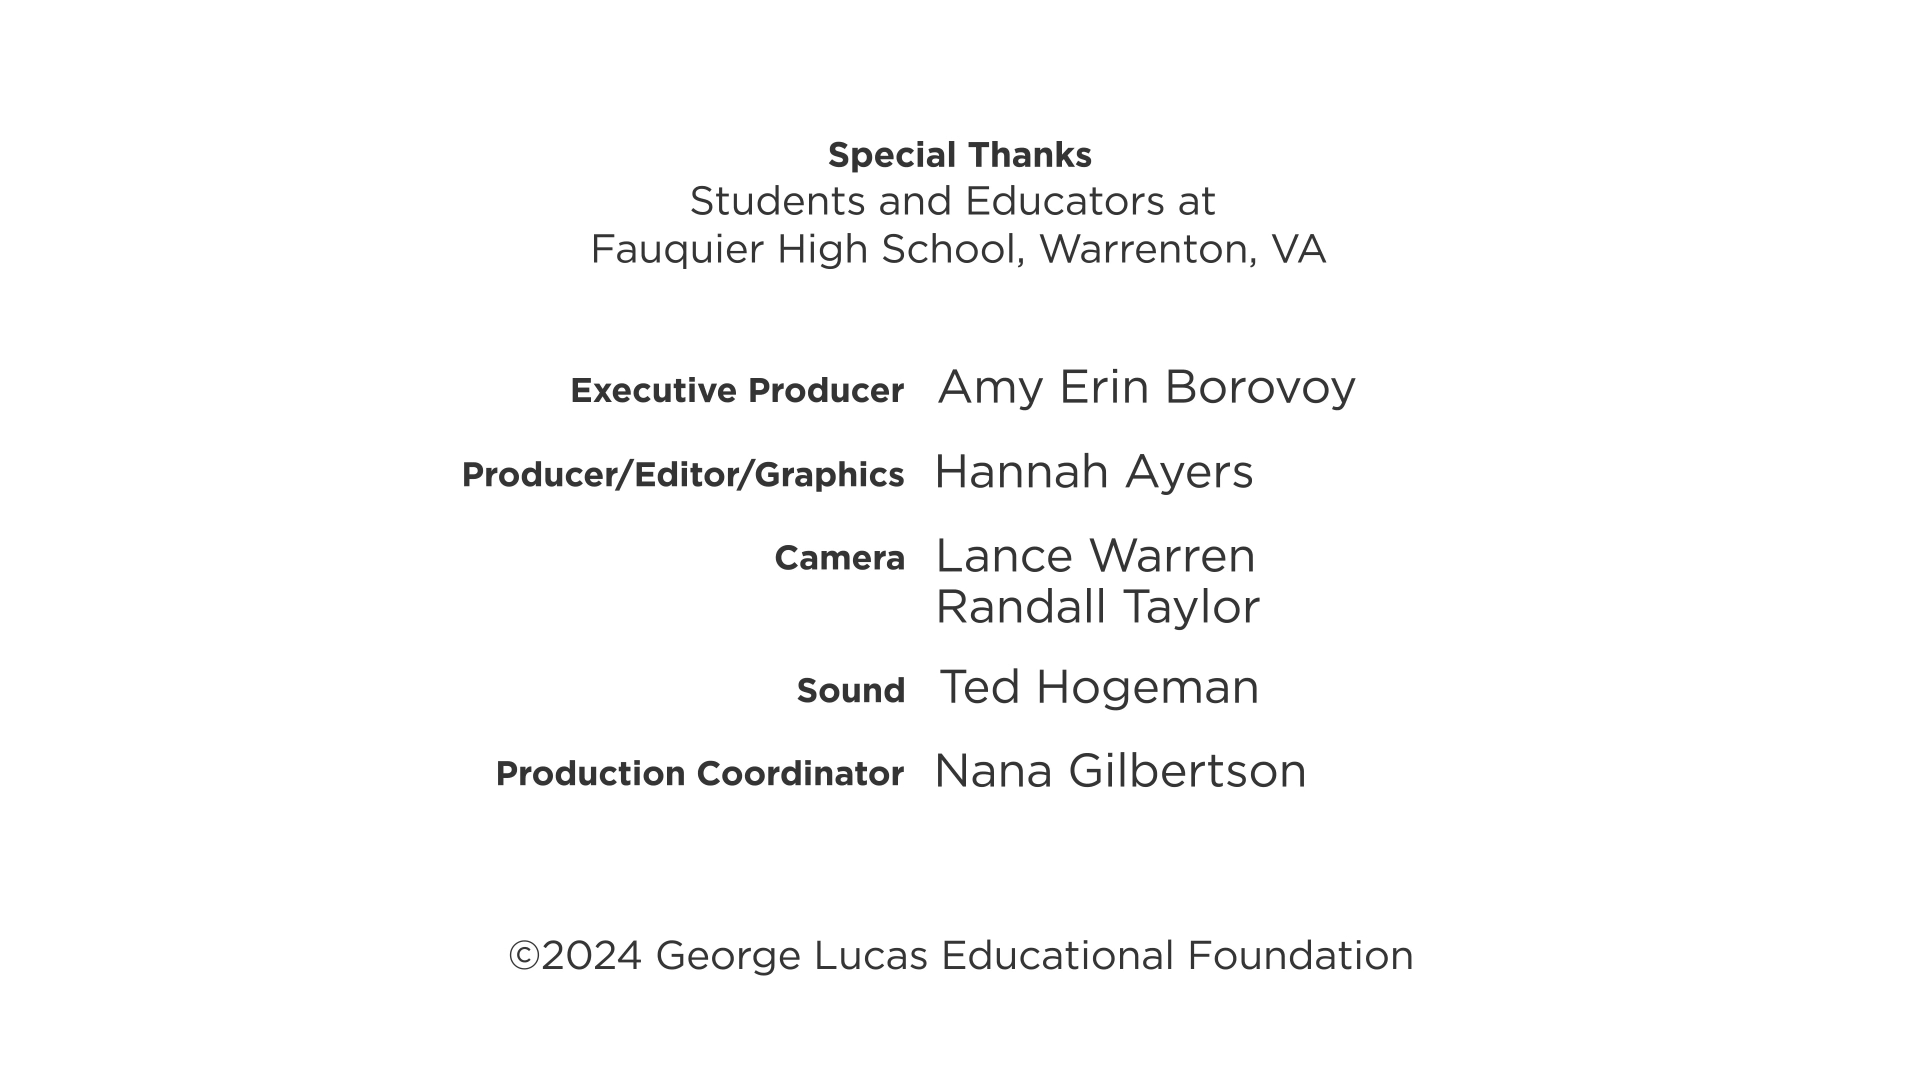 Special Thanks
Students and Educators at
Fauquier High School, Warrenton, VA
Executive Producer Amy Erin Borovoy
Producer/Editor/Graphics Hannah Ayers
Camera Lance Warren
Randall Taylor
Sound Ted Hogeman
Production Coordinator Nana Gilbertson
©2024 George Lucas Educational Foundation